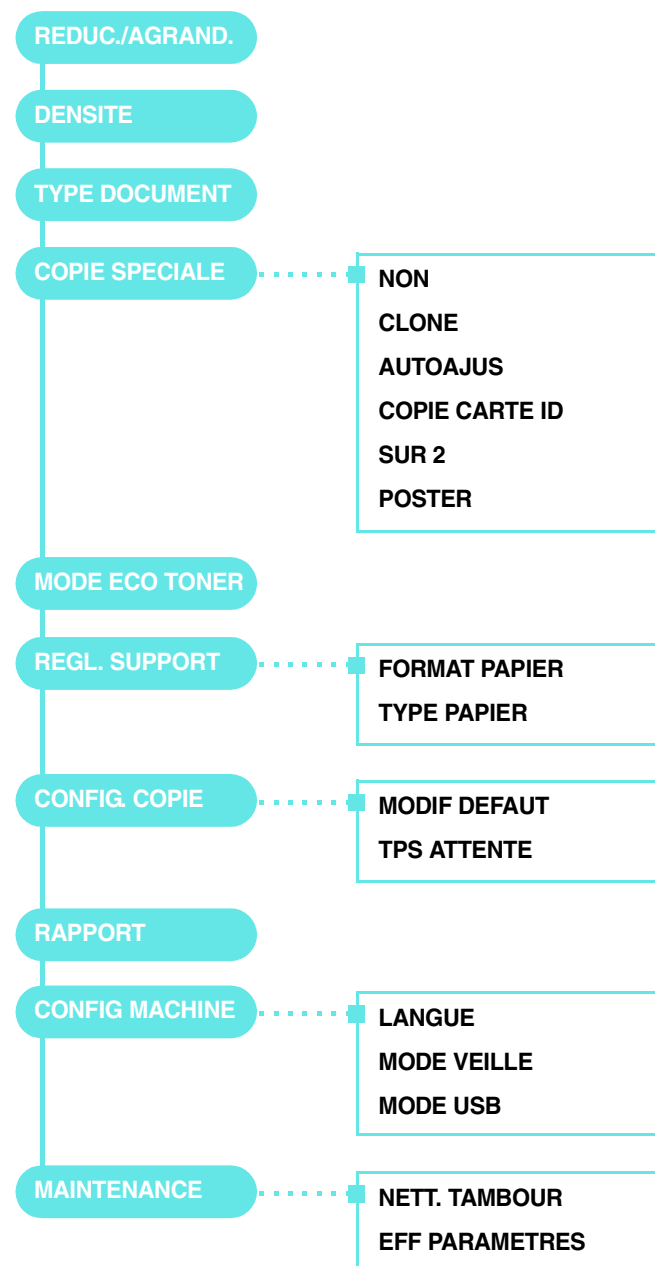 REDUC./AGRAND.
DENSITE
TYPE DOCUMENT
COPIE SPECIALE
NON
CLONE
AUTOAJUS
COPIE CARTE ID
SUR 2
POSTER
MODE ECO TONER
REGL. SUPPORT
FORMAT PAPIER
TYPE PAPIER
CONFIG. COPIE
MODIF DEFAUT
TPS ATTENTE
RAPPORT
CONFIG MACHINE
LANGUE
MODE VEILLE
MODE USB
MAINTENANCE
NETT. TAMBOUR
EFF PARAMETRES